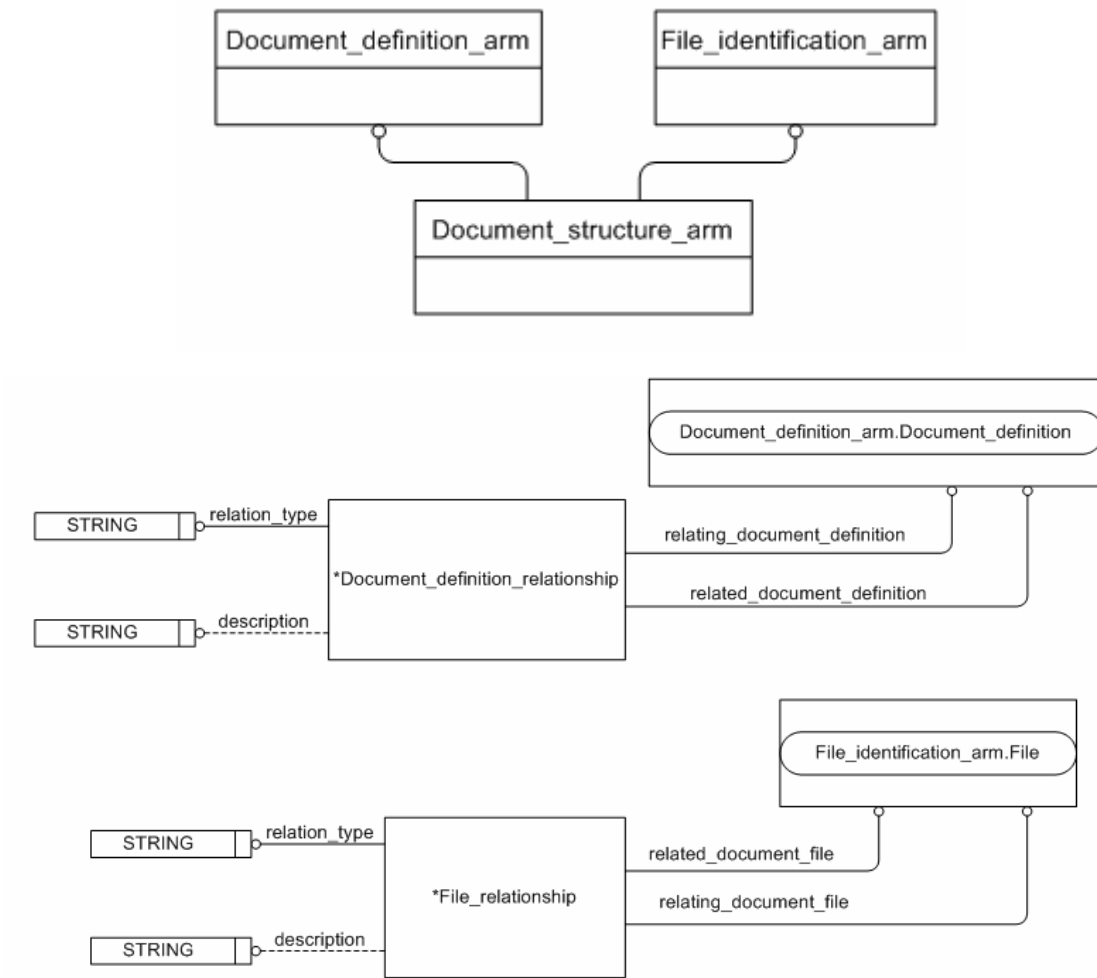 Document_definition_arm
File_identification_arm
Document_structure_arm
Document_definition_arm.Document_definition
STRING
relation_type
relating_document_definition
*Document_definition_relationship
related_document_definition
STRING
description
File_identification_arm.File
STRING
relation_type
related_document_file
*File_relationship
relating_document_file
STRING
description